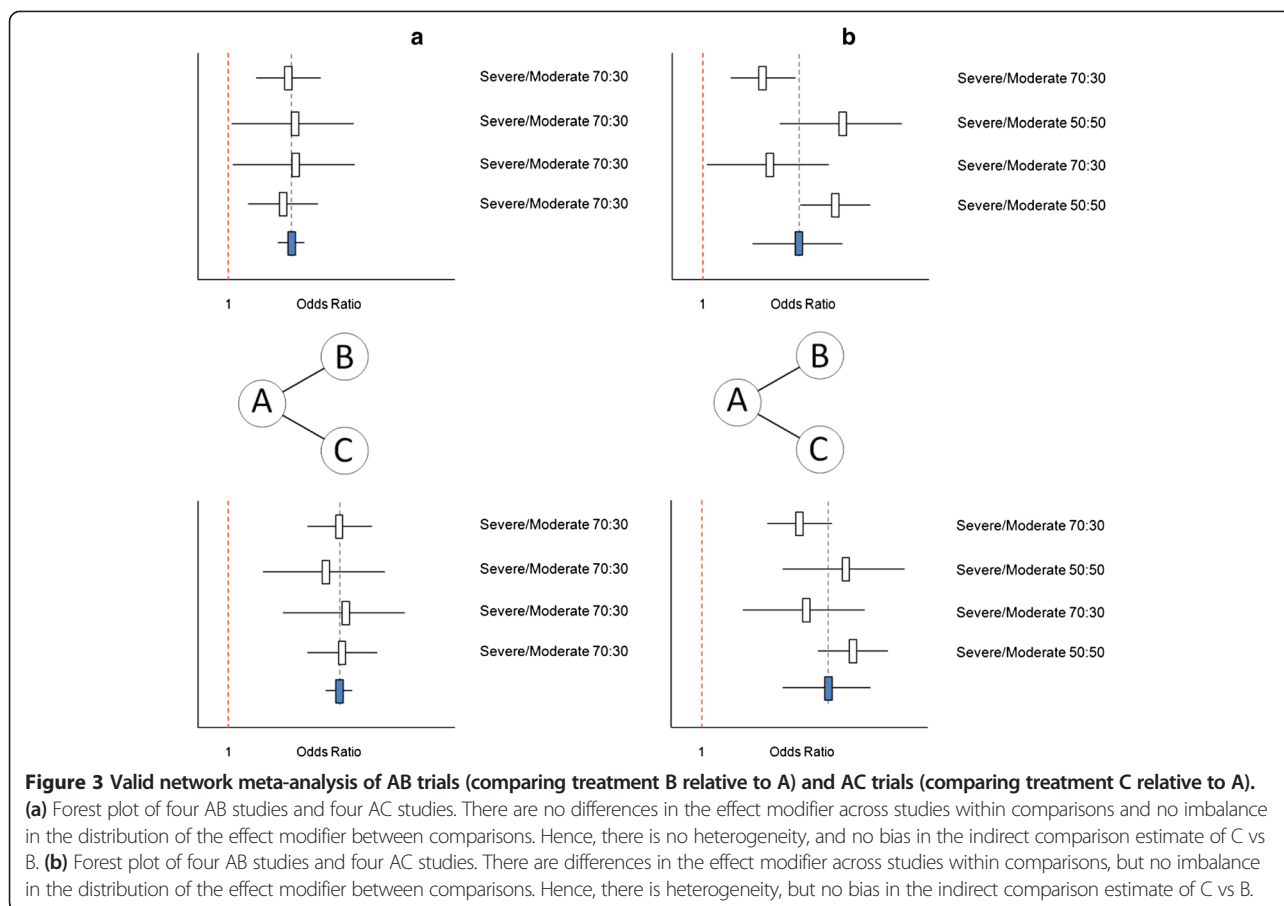 a
b
Severe/Moderate 70:30
Severe/Moderate 70:30
Severe/Moderate 70:30
Severe/Moderate 70:30
1
Odds Ratio
Severe/Moderate 70:30
Severe/Moderate 50:50
Severe/Moderate 70:30
Severe/Moderate 50:50
1
Odds Ratio
B
A
C
B
A
C
Severe/Moderate 70:30
Severe/Moderate 70:30
Severe/Moderate 70:30
Severe/Moderate 70:30
1
Odds Ratio
Severe/Moderate 70:30
Severe/Moderate 50:50
Severe/Moderate 70:30
Severe/Moderate 50:50
1
Odds Ratio
Figure 3 Valid network meta-analysis of AB trials (comparing treatment B relative to A) and AC trials (comparing treatment C relative to A).
(a) Forest plot of four AB studies and four AC studies. There are no differences in the effect modifier across studies within comparisons and no imbalance
in the distribution of the effect modifier between comparisons. Hence, there is no heterogeneity, and no bias in the indirect comparison estimate of C vs
B. (b) Forest plot of four AB studies and four AC studies. There are differences in the effect modifier across studies within comparisons, but no imbalance
in the distribution of the effect modifier between comparisons. Hence, there is heterogeneity, but no bias in the indirect comparison estimate of C vs B.